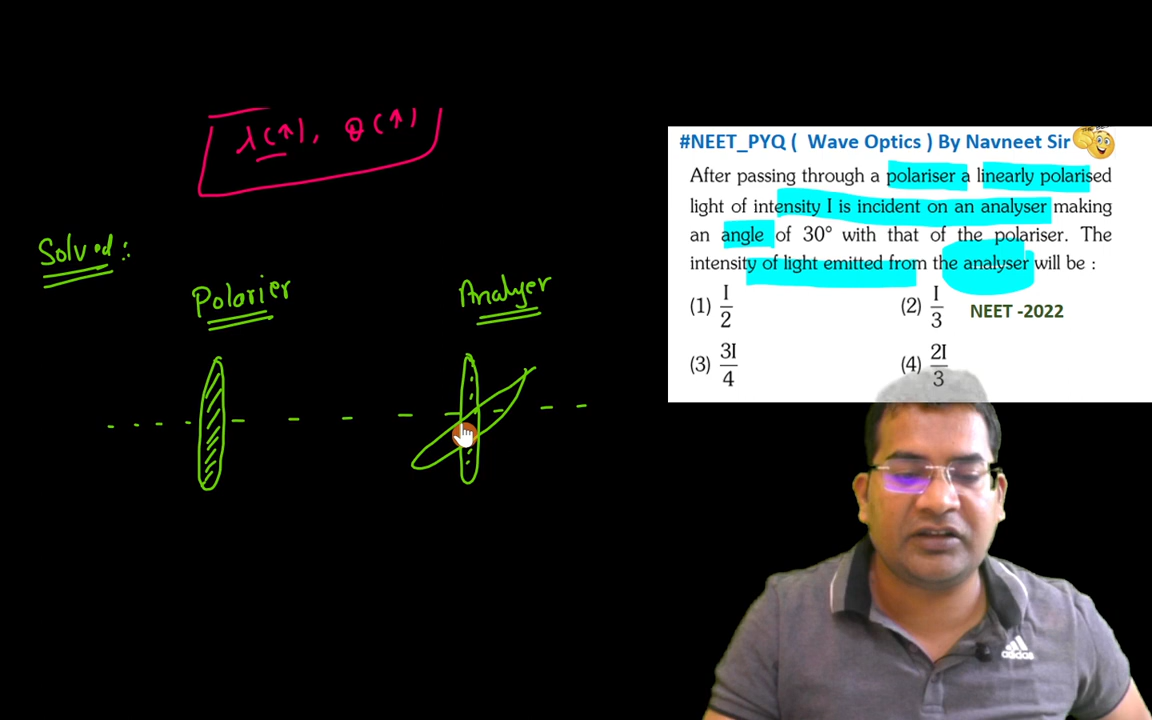 λ(↑), θ(↑)
#NEET_PYQ ( Wave Optics ) By Navneet Sir
After passing through a polariser a linearly polarised
light of intensity I is incident on an analyser making
an angle of 30° with that of the polariser. The
intensity of light emitted from the analyser will be :
(1) I/2 (2) I/3 NEET -2022
(3) 3I/4 (4) 2I/3
Solved:
Polarier Analyer
adidas